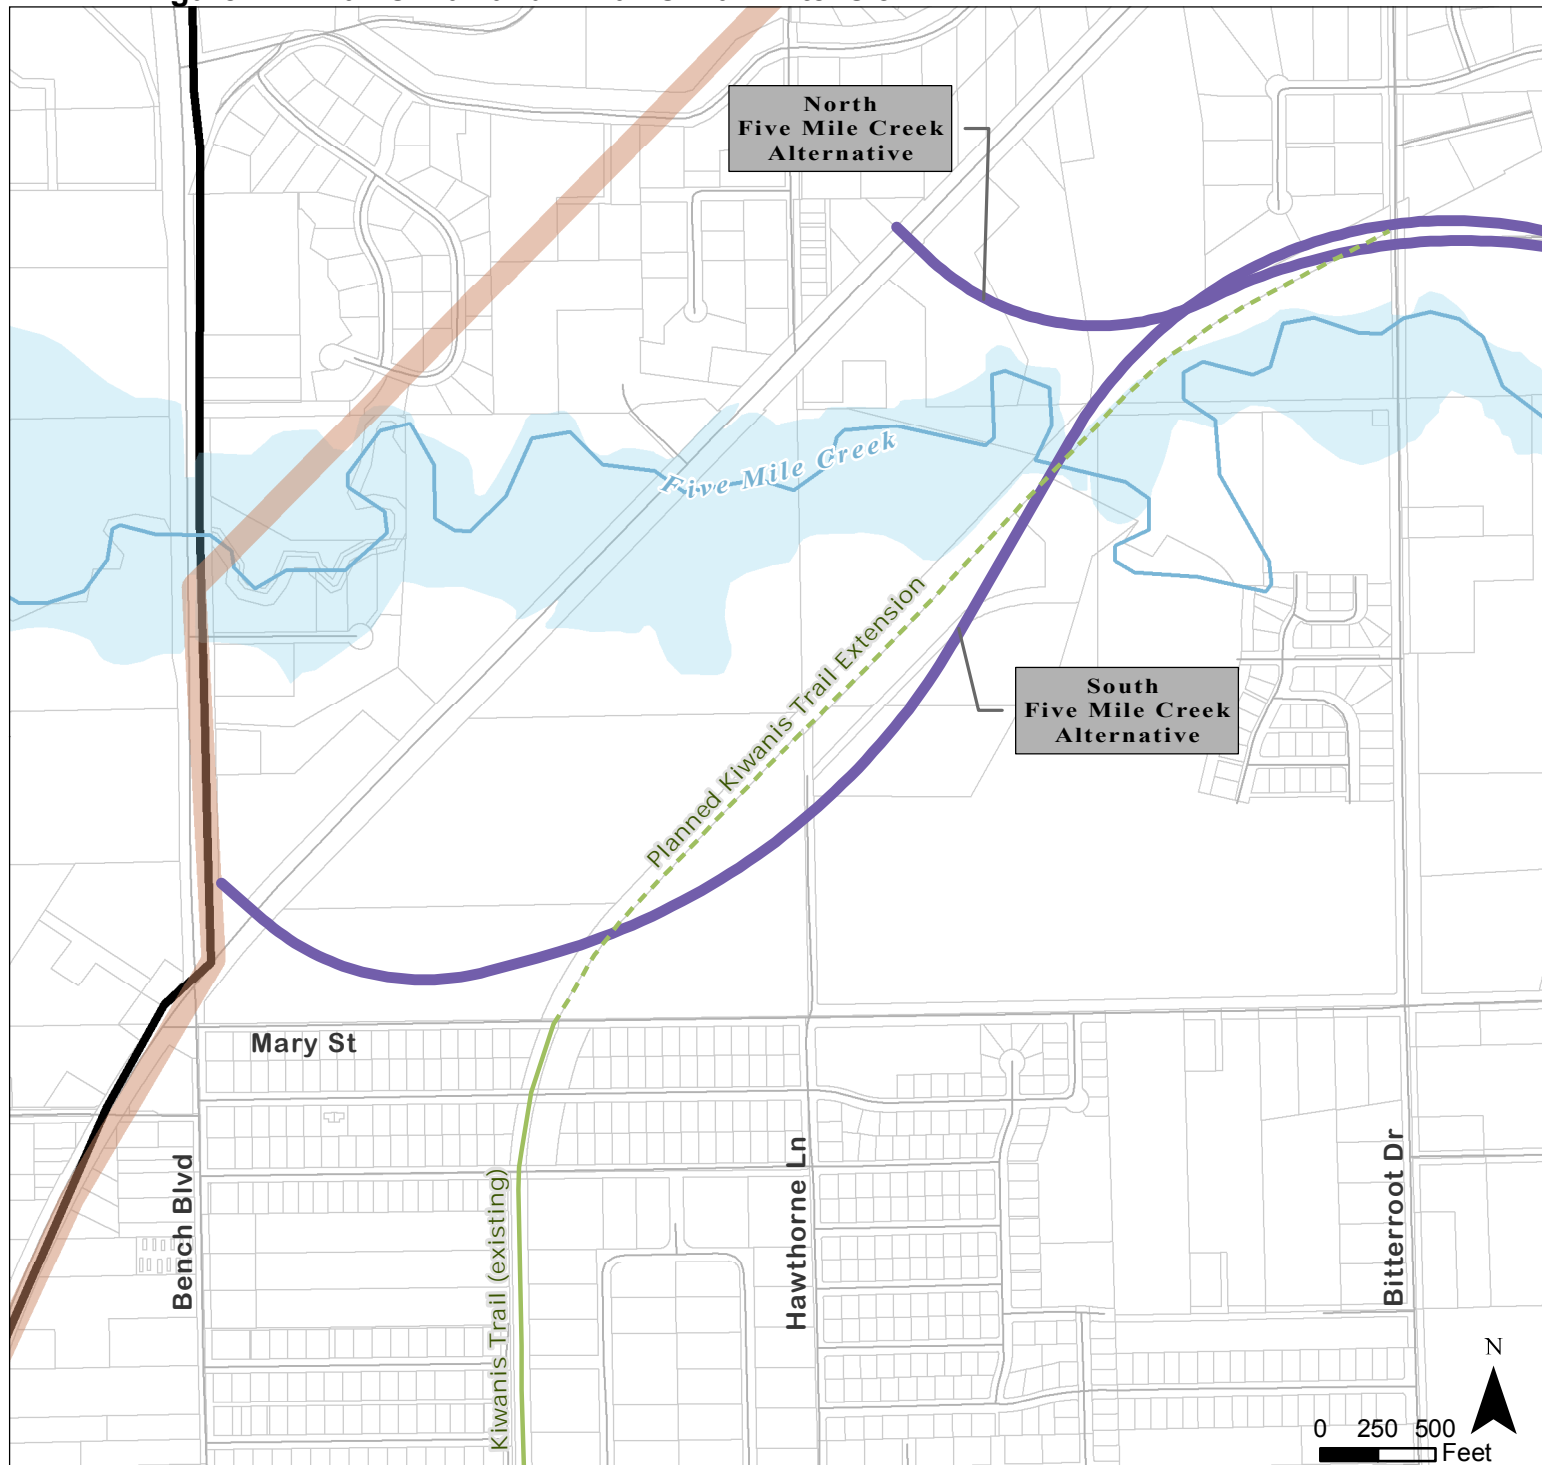 North
Five Mile Creek
Alternative
Five Mile Creek
Planned Kiwanis Trail Extension
South
Five Mile Creek
Alternative
Mary St
Bench Blvd
Kiwanis Trail (existing)
Hawthorne Ln
Bitterroot Dr
N
0 250 500
Feet